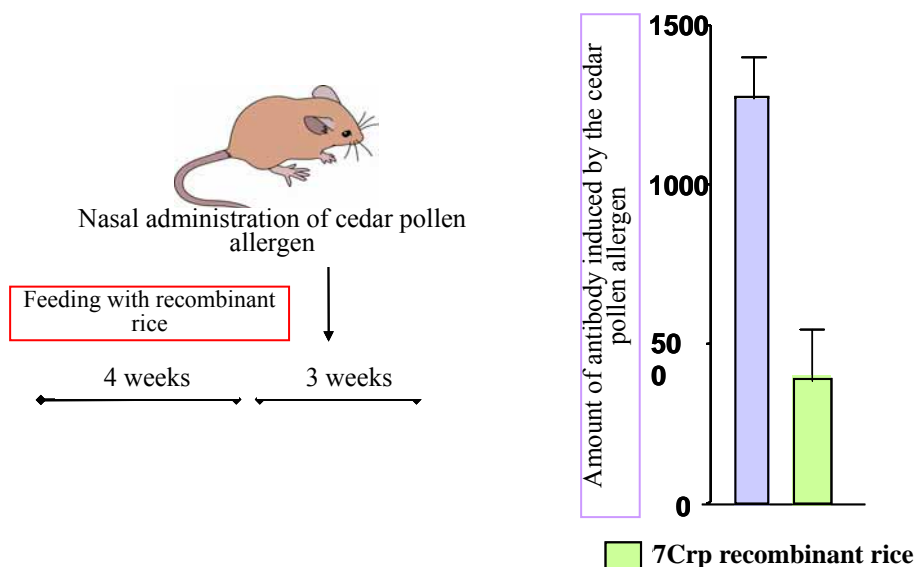 Nasal administration of cedar pollen
allergen
Feeding with recombinant
rice
4 weeks
3 weeks
Amount of antibody induced by the cedar
pollen allergen
1500
1000
50
0
0
7Crp recombinant rice